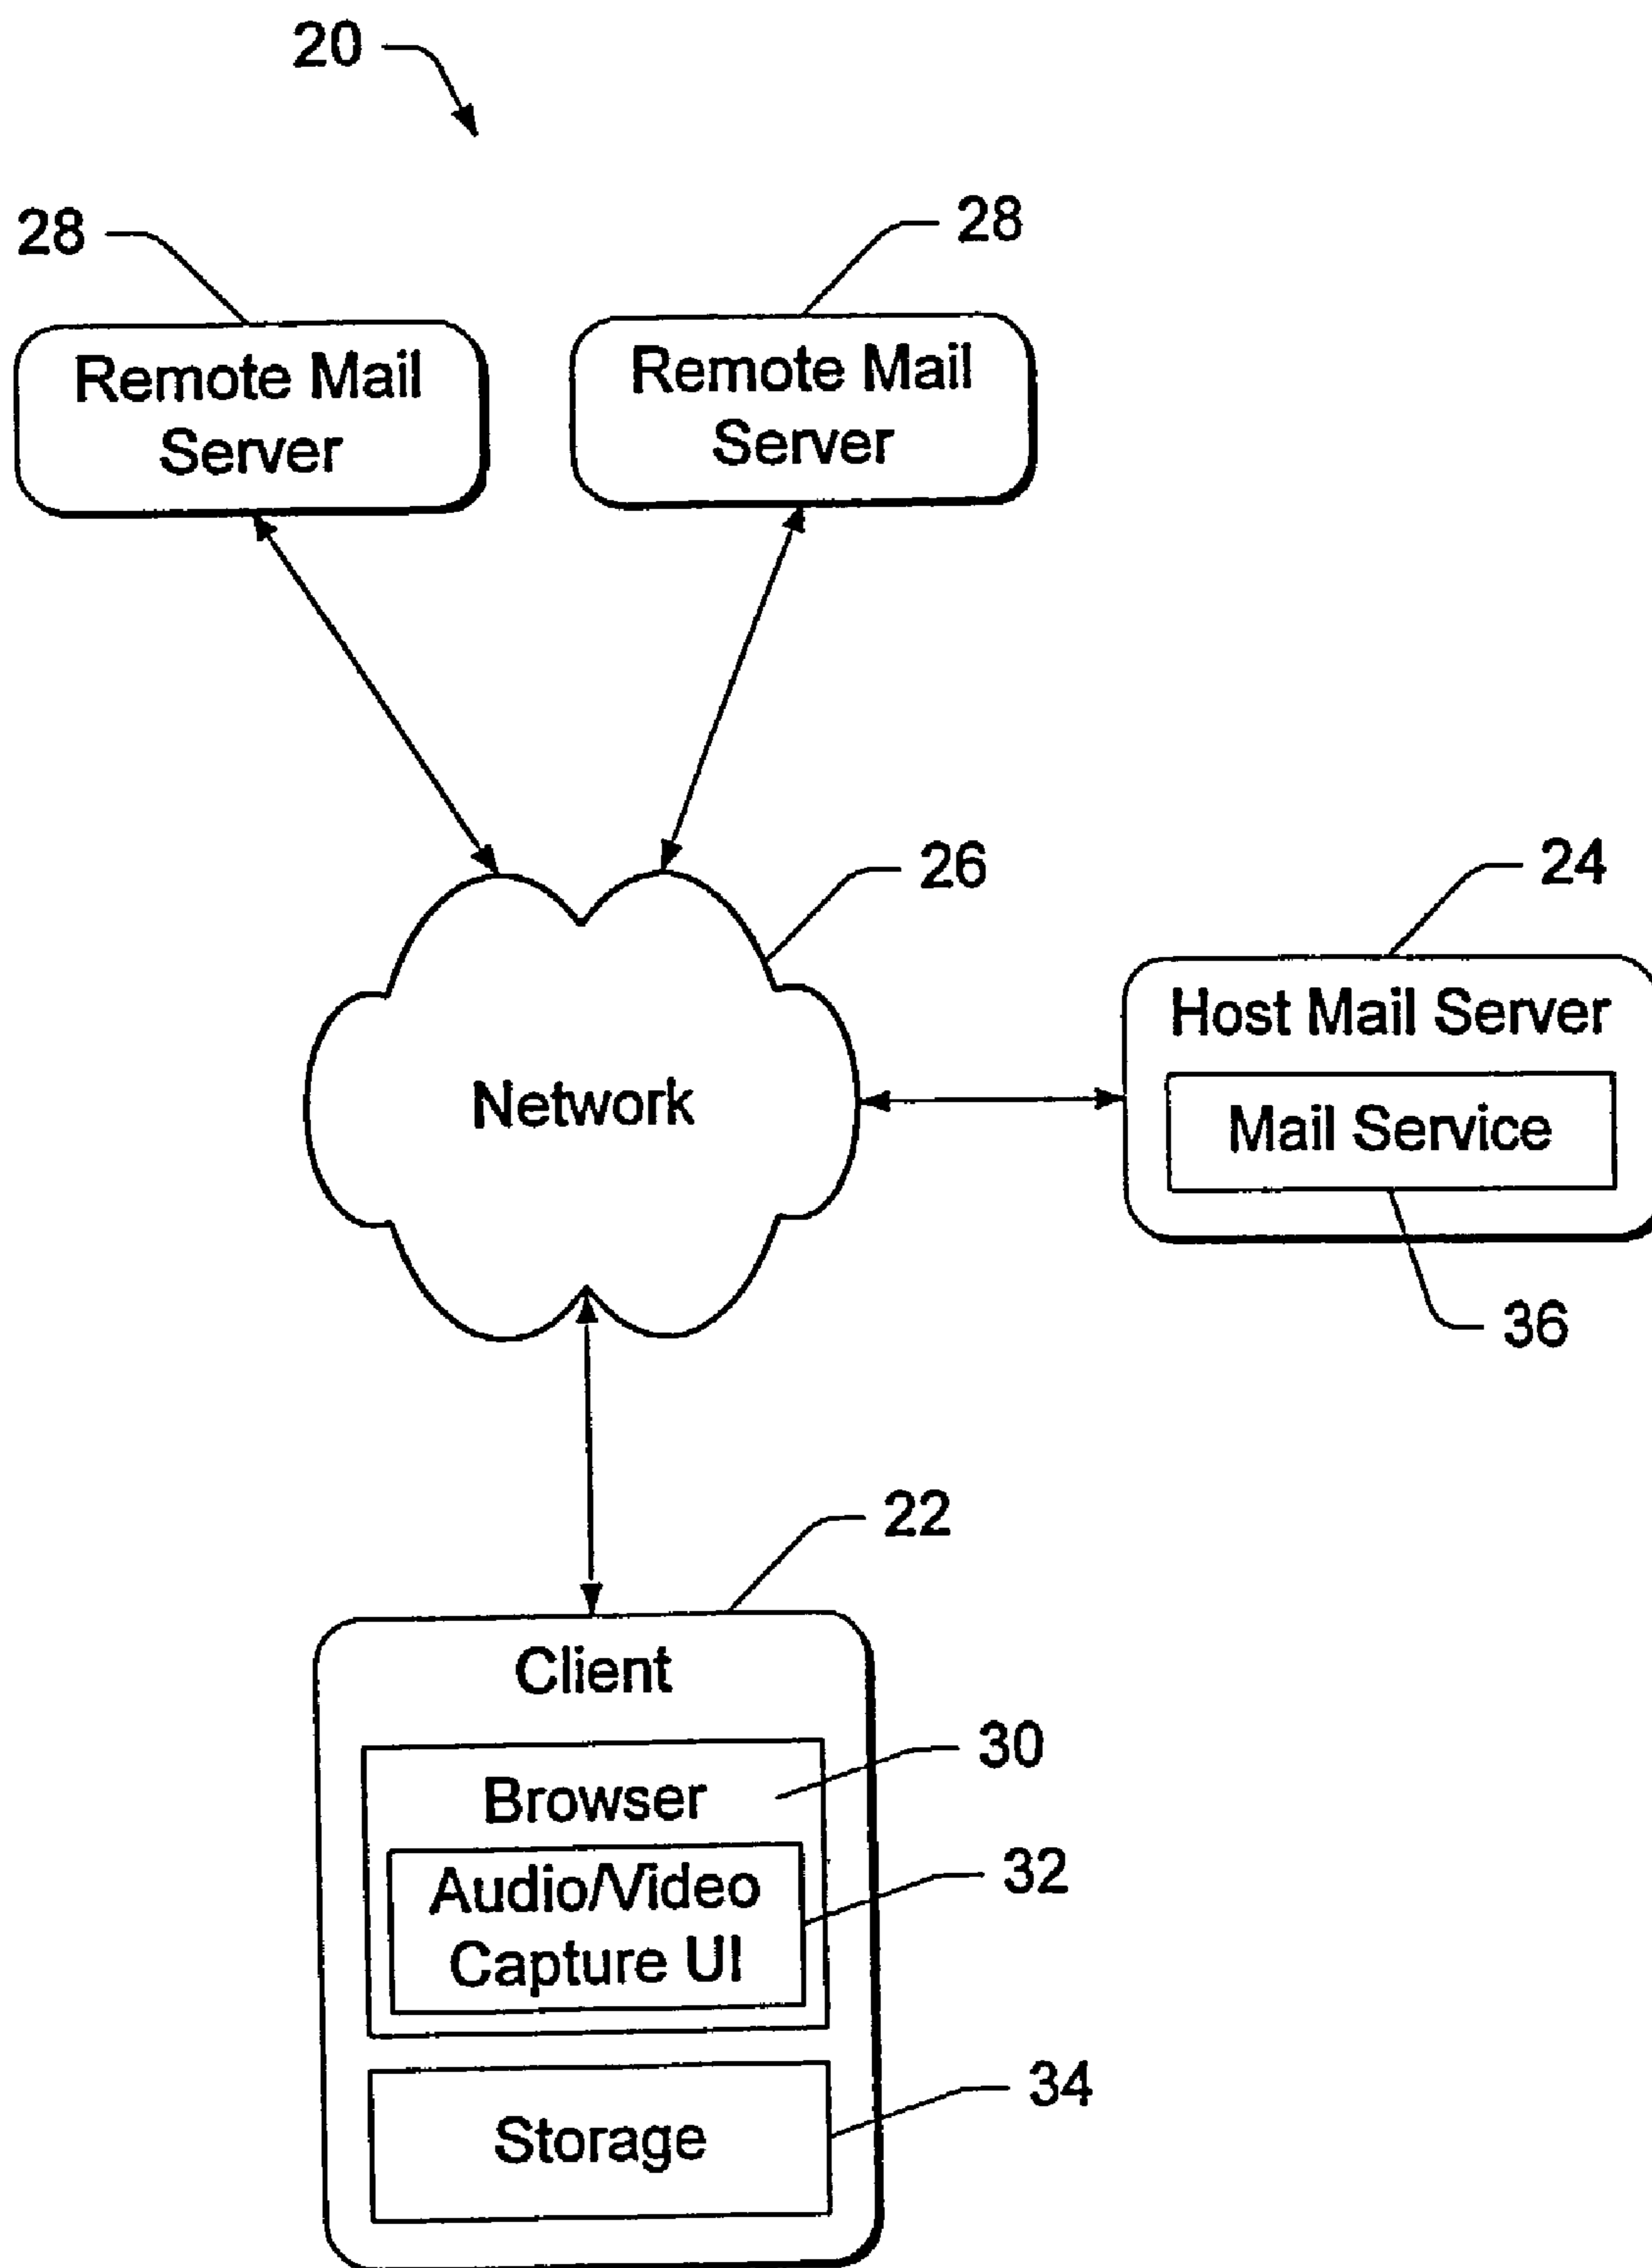 20
28
28
Remote Mail
Server
Remote Mail
Server
26
24
Host Mail Server
Network
Mail Service
36
22
Client
30
Browser
32
Audio/Video
Capture UI
34
Storage